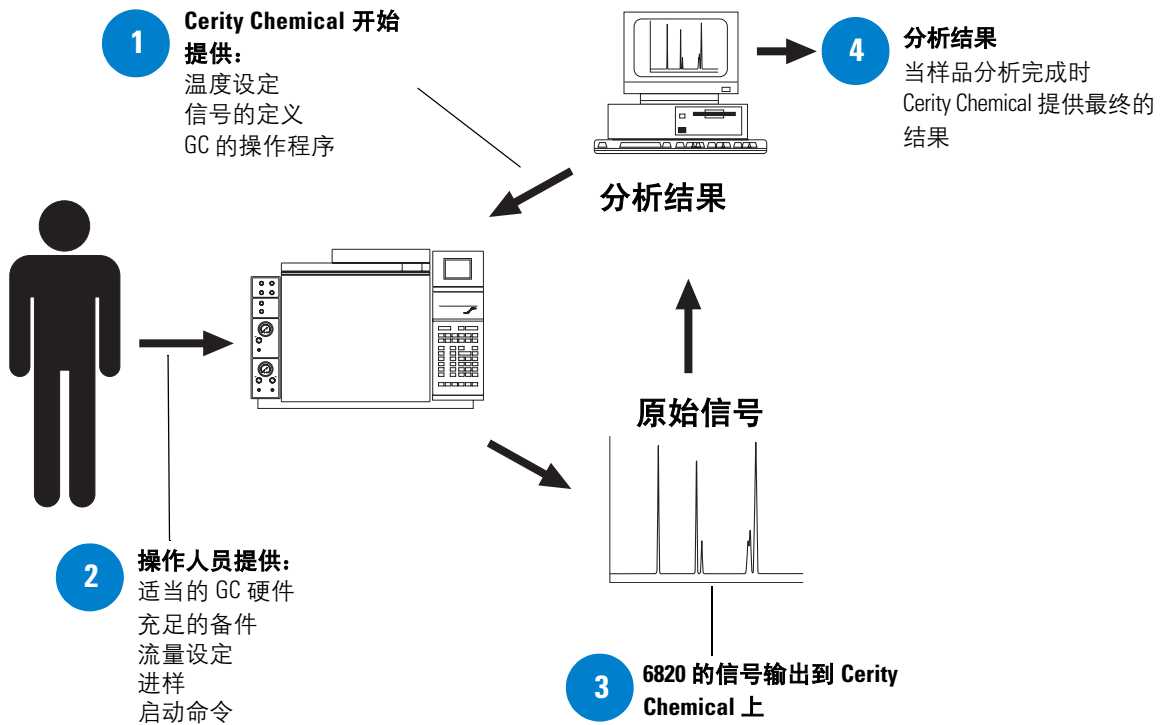 1
Cerity Chemical 开始
提供：
温度设定
信号的定义
GC 的操作程序
4
分析结果
当样品分析完成时
Cerity Chemical 提供最终的
结果
分析结果
原始信号
2
操作人员提供：
适当的 GC 硬件
充足的备件
流量设定
进样
启动命令
3
6820 的信号输出到 Cerity
Chemical 上